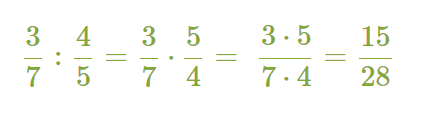 3/7 : 4/5 = 3/7 · 5/4 = 3 · 5/7 · 4 = 15/28